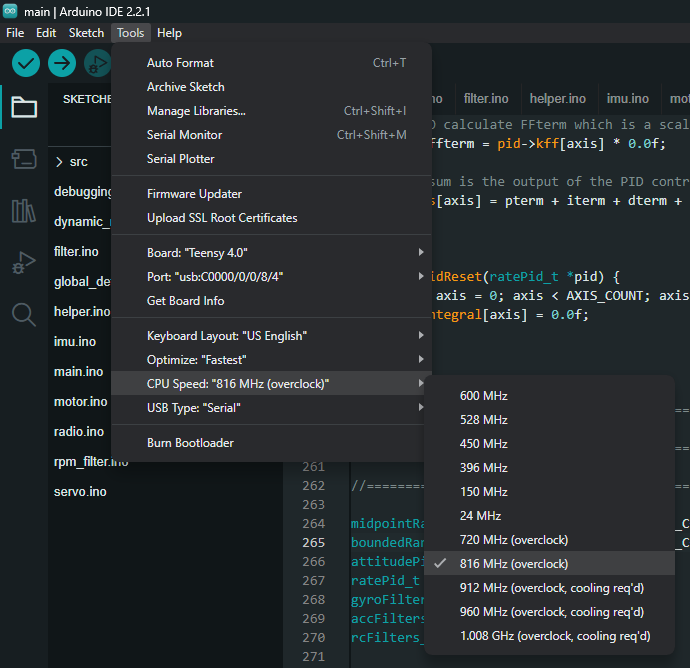 main | Arduino IDE 2.2.1
File Edit Sketch Tools Help
SKETCHE
src
debugging
dynamic_
filter.ino
global_de
helper.ino
imu.ino
main.ino
motor.ino
radio.ino
rpm_filter.ino
servo.ino
Auto Format Ctrl+T
Archive Sketch
Manage Libraries... Ctrl+Shift+I
Serial Monitor Ctrl+Shift+M
Serial Plotter
Firmware Updater
Upload SSL Root Certificates
Board: "Teensy 4.0"
Port: "usb:C0000/0/0/8/4"
Get Board Info
Keyboard Layout: "US English"
Optimize: "Fastest"
CPU Speed: "816 MHz (overclock)"
USB Type: "Serial"
Burn Bootloader
600 MHz
528 MHz
450 MHz
396 MHz
150 MHz
24 MHz
720 MHz (overclock)
816 MHz (overclock)
912 MHz (overclock, cooling req'd)
960 MHz (overclock, cooling req'd)
1.008 GHz (overclock, cooling req'd)
no filter.ino helper.ino imu.ino mot
O calculate FFterm which is a scal
ffterm = pid->kff[axis] * 0.0f;
sum is the output of the PID contr
s[axis] = pterm + iterm + dterm +
idReset(ratePid_t *pid) {
axis = 0; axis < AXIS_COUNT; axis
ntegral[axis] = 0.0f;
261
262 //=======
263
264 midpointRa _C
265 boundedRan _C
266 attitudePi
267 ratePid_t
268 gyroFilter
269 accFilters
270 rcFilters_
271